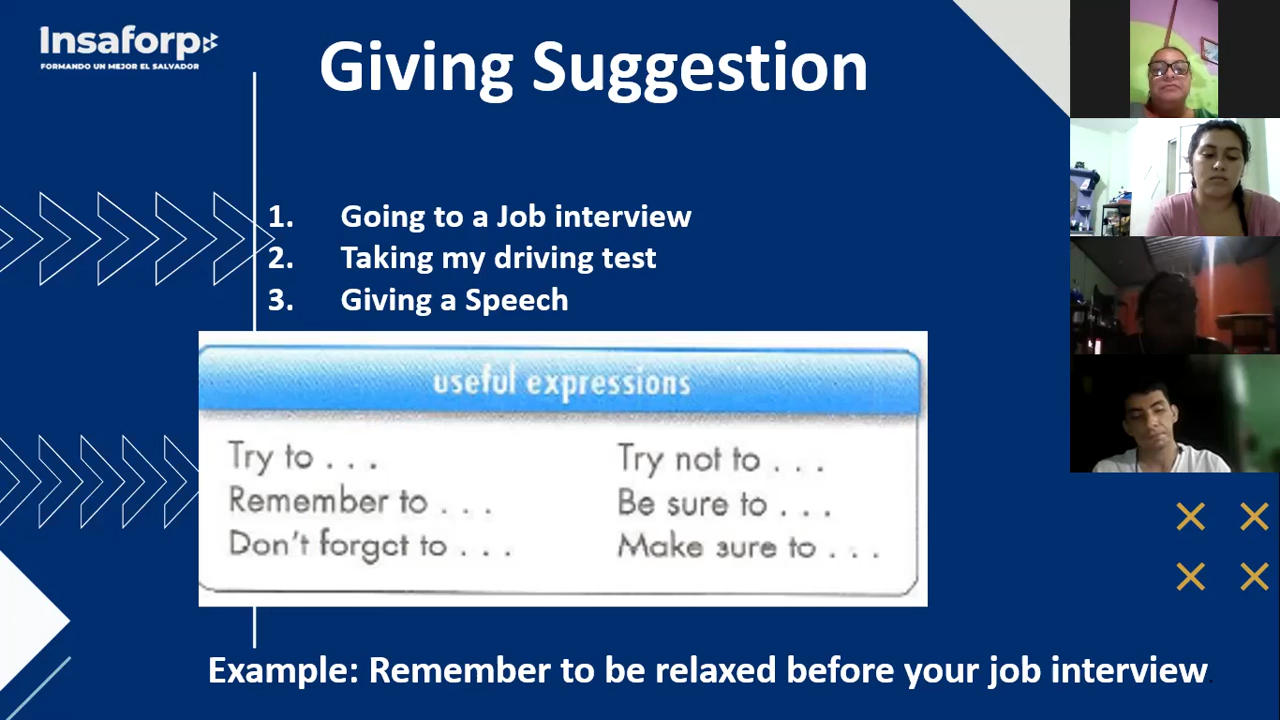 Insaforp
FORMANDO UN MEJOR EL SALVADOR
Giving Suggestion
1. Going to a Job interview
2. Taking my driving test
3. Giving a Speech
useful expressions
Try to . . .
Remember to . . .
Don't forget to . . .
Try not to . . .
Be sure to . . .
Make sure to . . .
Example: Remember to be relaxed before your job interview.